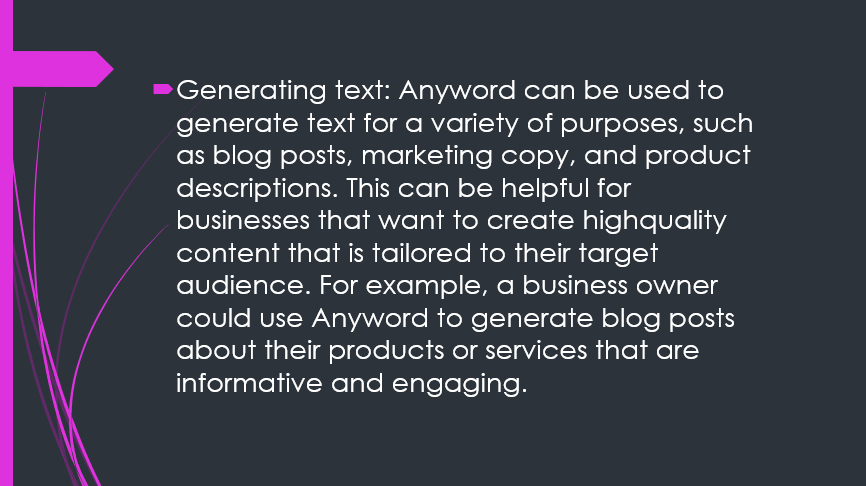 Generating text: Anyword can be used to
generate text for a variety of purposes, such
as blog posts, marketing copy, and product
descriptions. This can be helpful for
businesses that want to create highquality
content that is tailored to their target
audience. For example, a business owner
could use Anyword to generate blog posts
about their products or services that are
informative and engaging.